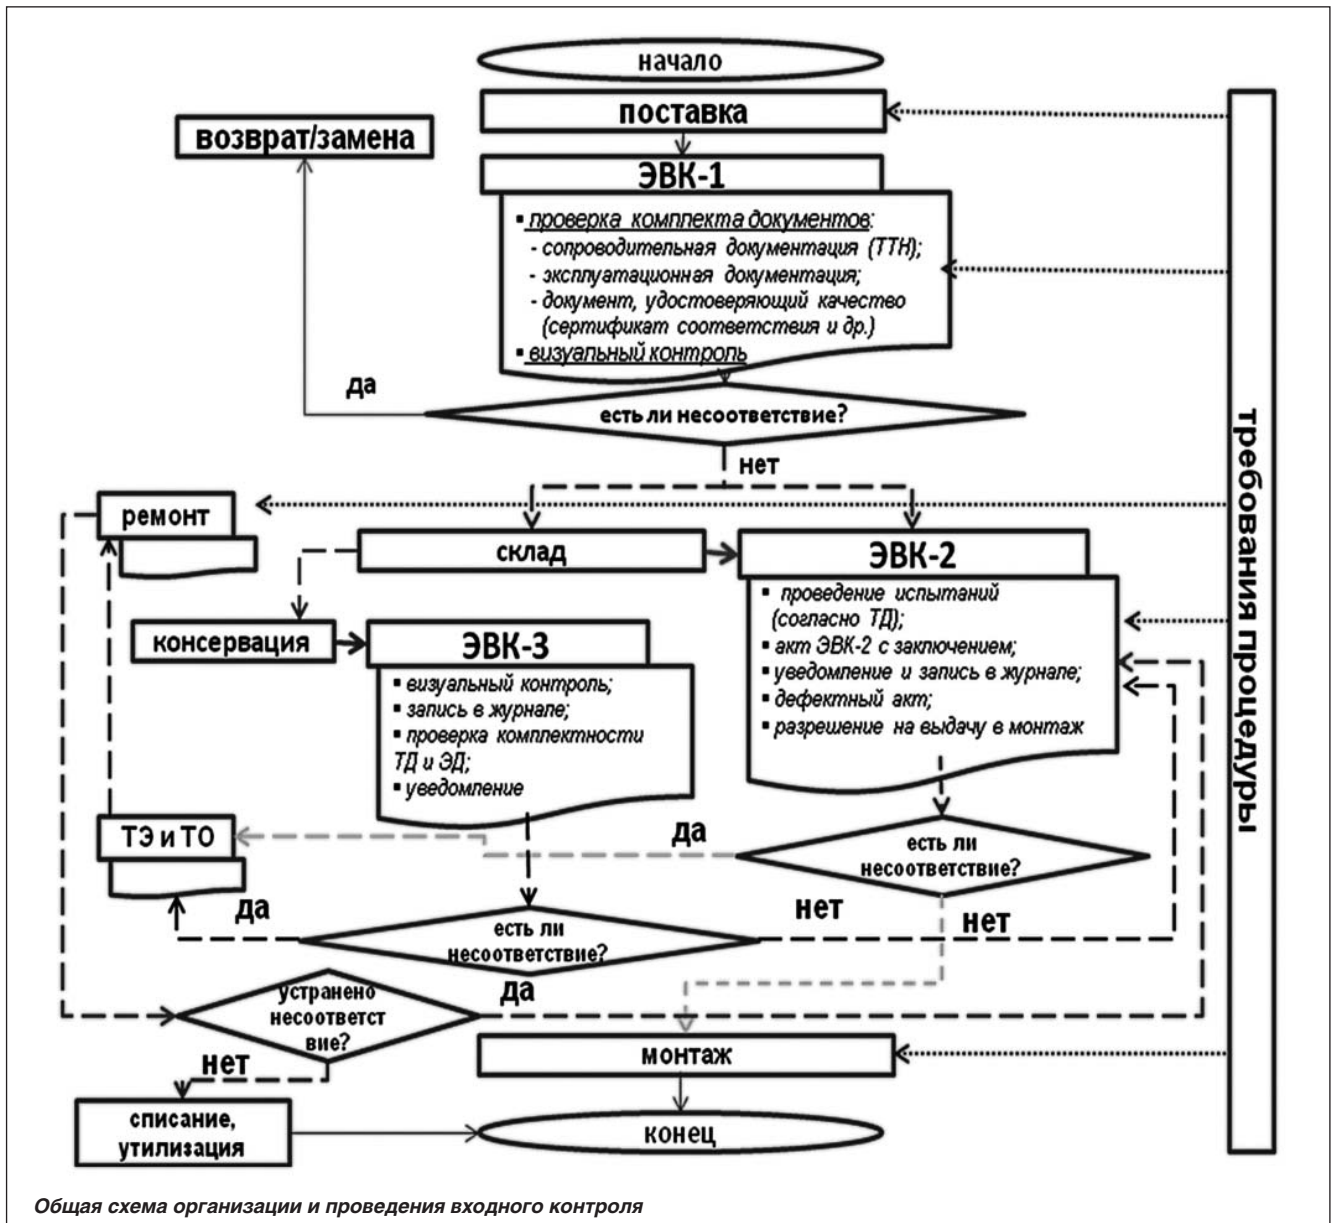 начало
поставка
возврат/замена
ЭВК-1
▪ проверка комплекта документов:
- сопроводительная документация (ТТН);
- эксплуатационная документация;
- документ, удостоверяющий качество
(сертификат соответствия и др.)
▪ визуальный контроль
да
есть ли несоответствие?
нет
требования процедуры
ремонт
склад
ЭВК-2
▪ проведение испытаний
(согласно ТД);
▪ акт ЭВК-2 с заключением;
▪ уведомление и запись в журнале;
▪ дефектный акт;
▪ разрешение на выдачу в монтаж
консервация
ЭВК-3
▪ визуальный контроль;
▪ запись в журнале;
▪ проверка комплектности
ТД и ЭД;
▪ уведомление
ТЭ и ТО
да
есть ли
несоответствие?
да
нет
нет
есть ли
несоответствие?
да
устранено
несоответст
вие?
нет
монтаж
списание,
утилизация
конец
Общая схема организации и проведения входного контроля